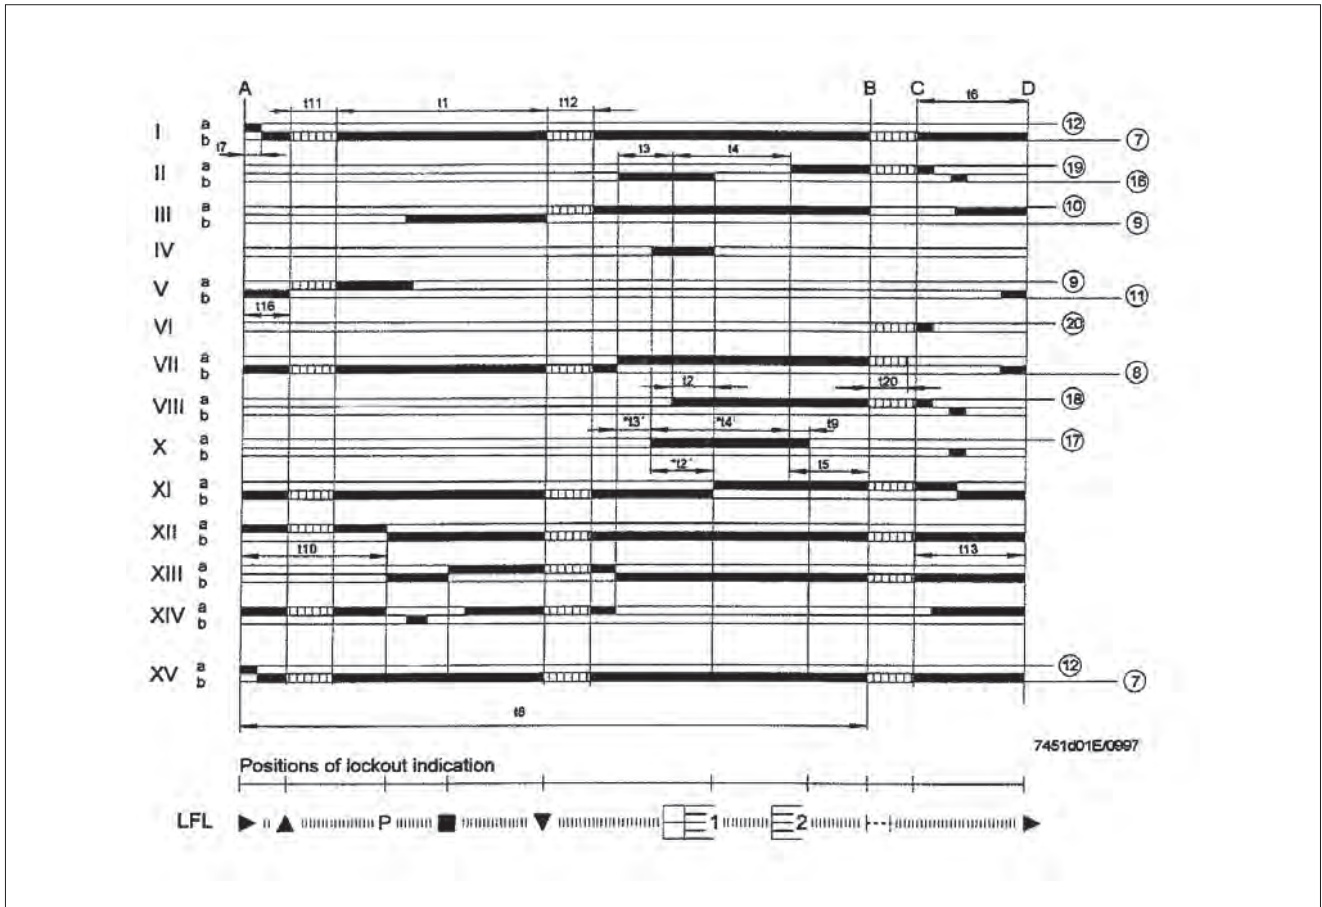 A B C D
t11 t1 t12 t6
I a b 12 7
t7
t3 t4
II a b 19 16
III a b 10 9
IV
V a b 9 11
t16
VI 20
VII a b 8
t2 t20
VIII a b 18
"t3" "t4" t9
X a b 17
"t2" t5
XI a b
XII a b
t10 t13
XIII a b
XIV a b
XV a b 12 7
t8
7451d01E/0997
Positions of lockout indication
LFL P 1 2